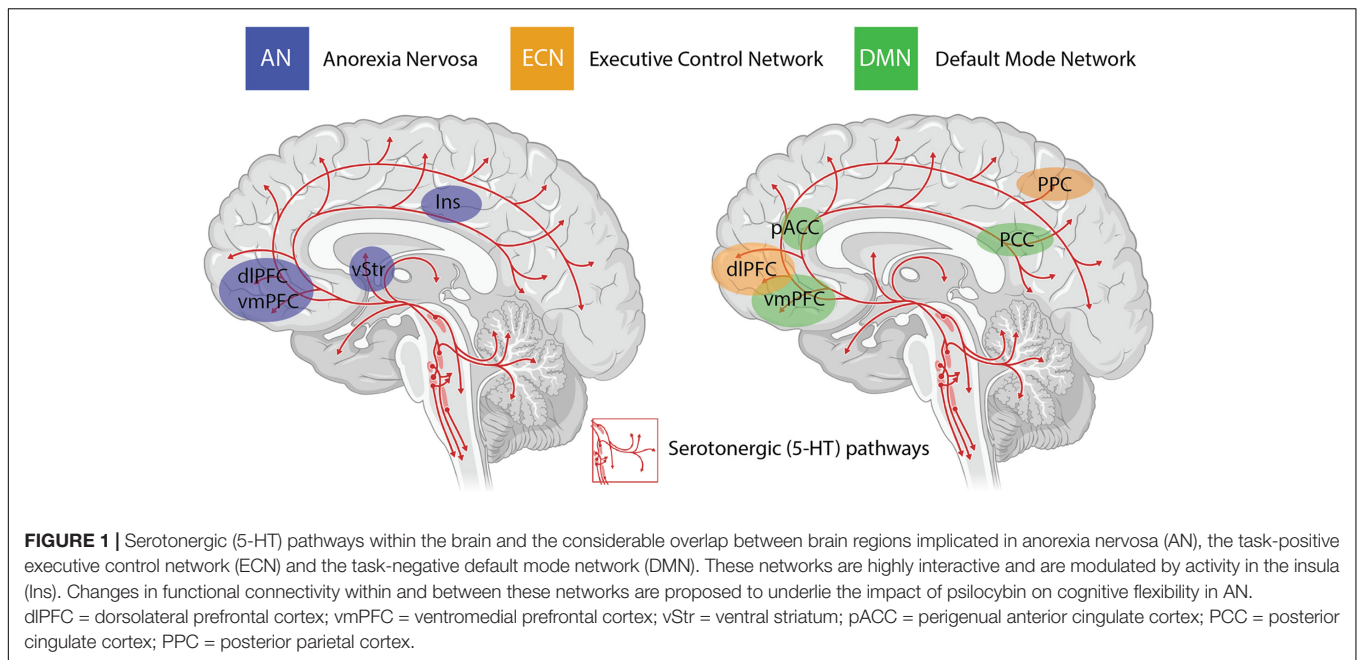 AN Anorexia Nervosa ECN Executive Control Network DMN Default Mode Network
Ins
vStr
dlPFC
vmPFC
PPC
pACC
PCC
dlPFC
vmPFC
Serotonergic (5-HT) pathways
FIGURE 1 | Serotonergic (5-HT) pathways within the brain and the considerable overlap between brain regions implicated in anorexia nervosa (AN), the task-positive
executive control network (ECN) and the task-negative default mode network (DMN). These networks are highly interactive and are modulated by activity in the insula
(Ins). Changes in functional connectivity within and between these networks are proposed to underlie the impact of psilocybin on cognitive flexibility in AN.
dlPFC = dorsolateral prefrontal cortex; vmPFC = ventromedial prefrontal cortex; vStr = ventral striatum; pACC = perigenual anterior cingulate cortex; PCC = posterior
cingulate cortex; PPC = posterior parietal cortex.